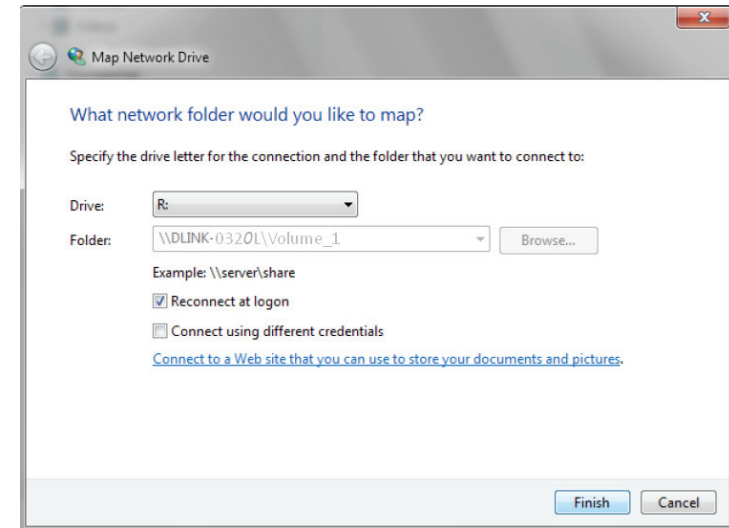 Map Network Drive
What network folder would you like to map?
Specify the drive letter for the connection and the folder that you want to connect to:
Drive: R:
Folder: \\DLINK-0320L\Volume_1 Browse...
Example: \\server\share
Reconnect at logon
Connect using different credentials
Connect to a Web site that you can use to store your documents and pictures.
Finish Cancel